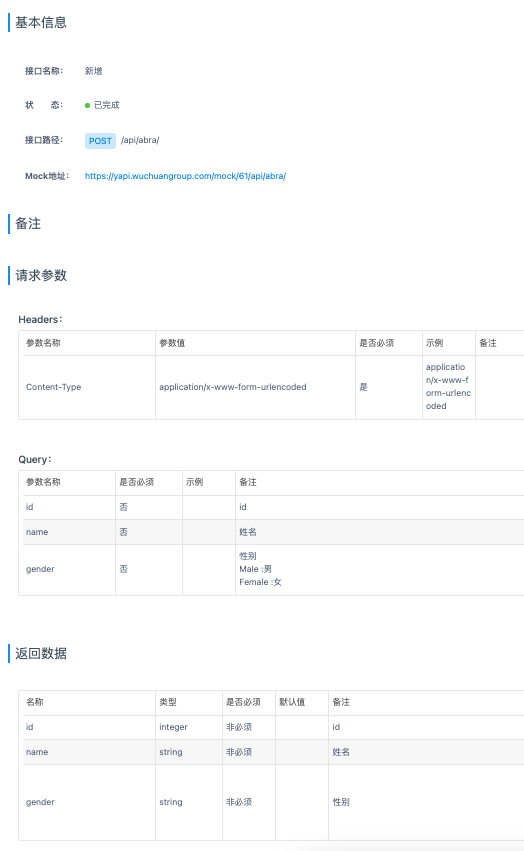 基本信息
接口名称： 新增
状 态： 已完成
接口路径： POST /api/abra/
Mock地址： https://yapi.wuchuangroup.com/mock/61/api/abra/
备注
请求参数
Headers：
参数名称 参数值 是否必须 示例 备注
Content-Type application/x-www-form-urlencoded 是 applicatio
n/x-www-f
orm-urlenc
oded
Query：
参数名称 是否必须 示例 备注
id 否 id
name 否 姓名
gender 否 性别
Male :男
Female :女
返回数据
名称 类型 是否必须 默认值 备注
id integer 非必须 id
name string 非必须 姓名
gender string 非必须 性别